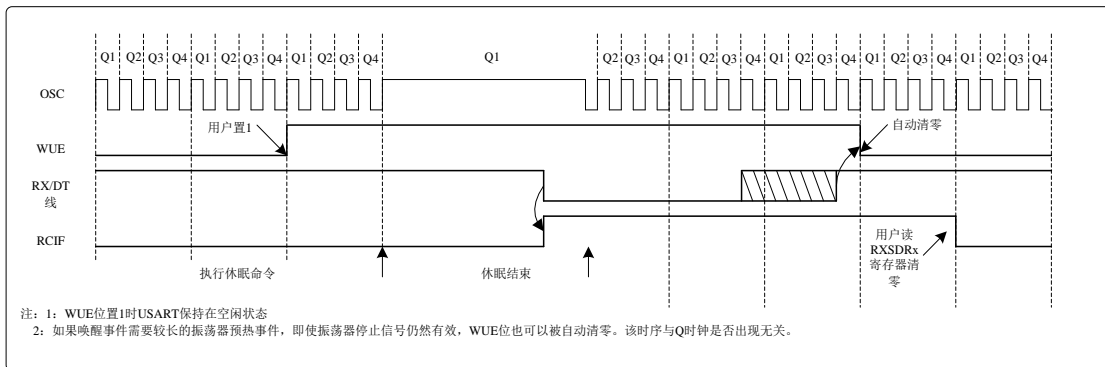 Q1 Q2 Q3 Q4 Q1 Q2 Q3 Q4 Q1 Q2 Q3 Q4 Q1 Q2 Q3 Q4 Q1 Q2 Q3 Q4 Q1 Q2 Q3 Q4 Q1 Q2 Q3 Q4 Q1 Q2 Q3 Q4
OSC
用户置1
自动清零
WUE
RX/DT
线
RCIF
用户读
RXSDRx
寄存器清
零
执行休眠命令
休眠结束
注：1：WUE位置1时USART保持在空闲状态
2：如果唤醒事件需要较长的振荡器预热事件，即使振荡器停止信号仍然有效，WUE位也可以被自动清零。该时序与Q时钟是否出现无关。